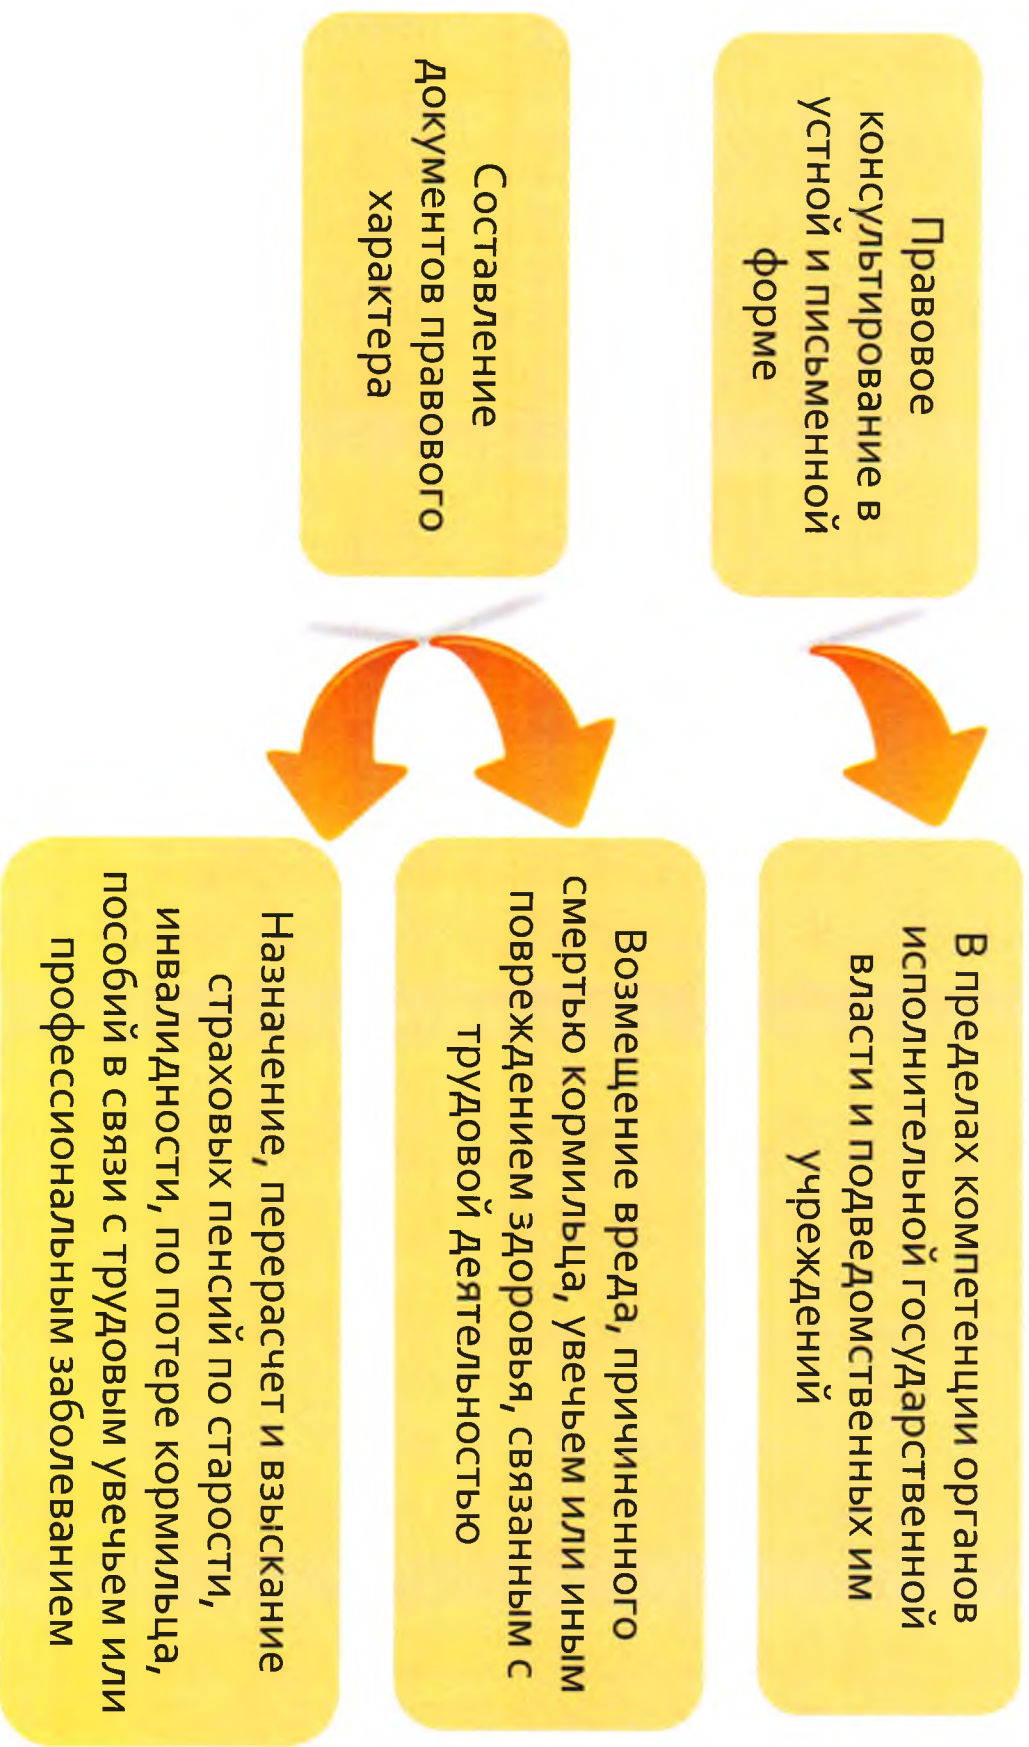 Правовое
консультирование в
устной и письменной
форме
В пределах компетенции органов
исполнительной государственной
власти и подведомственных им
учреждений
Составление
документов правового
характера
Возмещение вреда, причиненного
смертью кормильца, увечьем или иным
повреждением здоровья, связанным с
трудовой деятельностью
Назначение, перерасчет и взыскание
страховых пенсий по старости,
инвалидности, по потере кормильца,
пособий в связи с трудовым увечьем или
профессиональным заболеванием